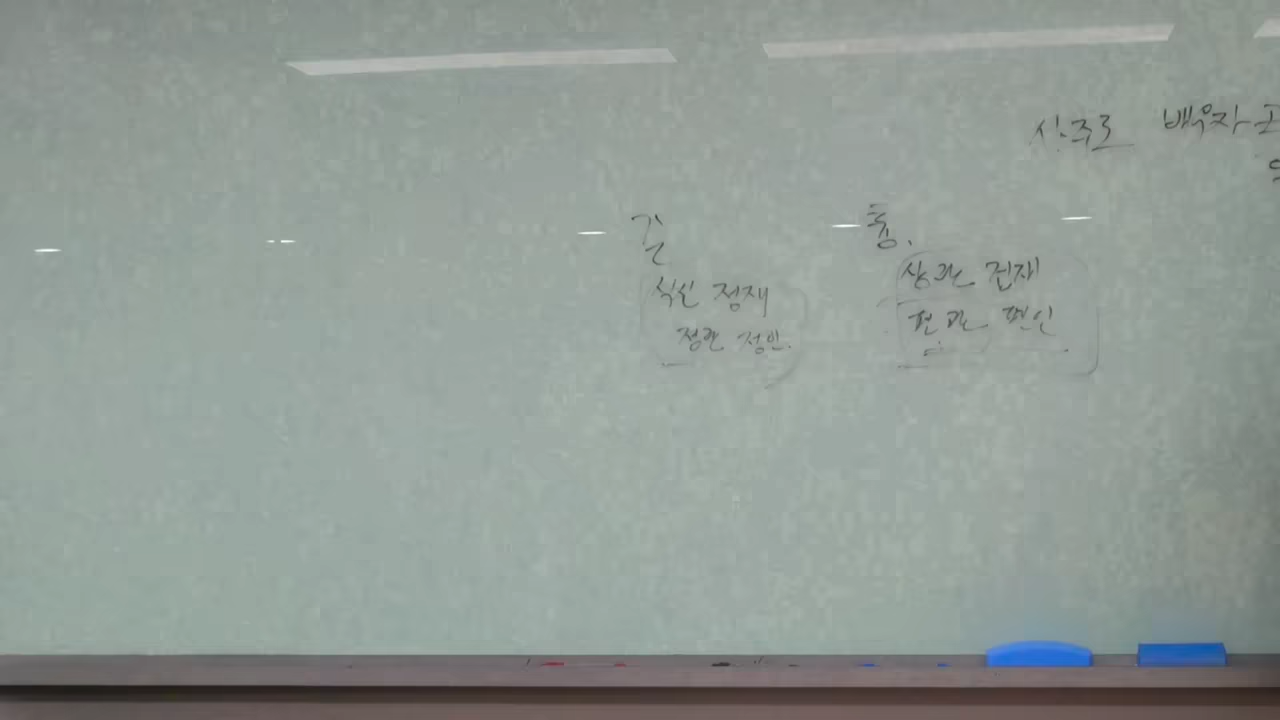 사주로 배우자
길
흉.
식신 정재
정관 정인.
상관 편재
편관 편인